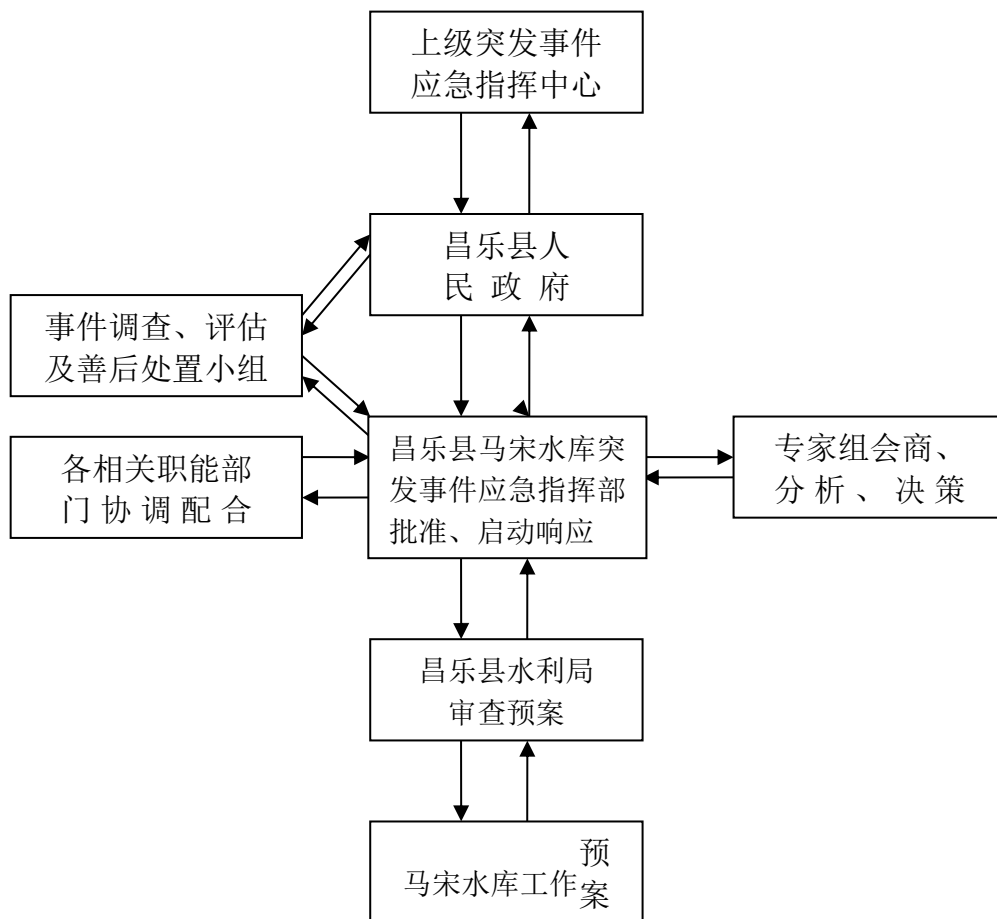 上级突发事件
应急指挥中心
昌乐县人
民 政 府
事件调查、评估
及善后处置小组
昌乐县马宋水库突
发事件应急指挥部
批准、启动响应
各相关职能部
门 协 调 配 合
专家组会商、
分 析 、 决 策
昌乐县水利局
审查预案
马宋水库工作预
案